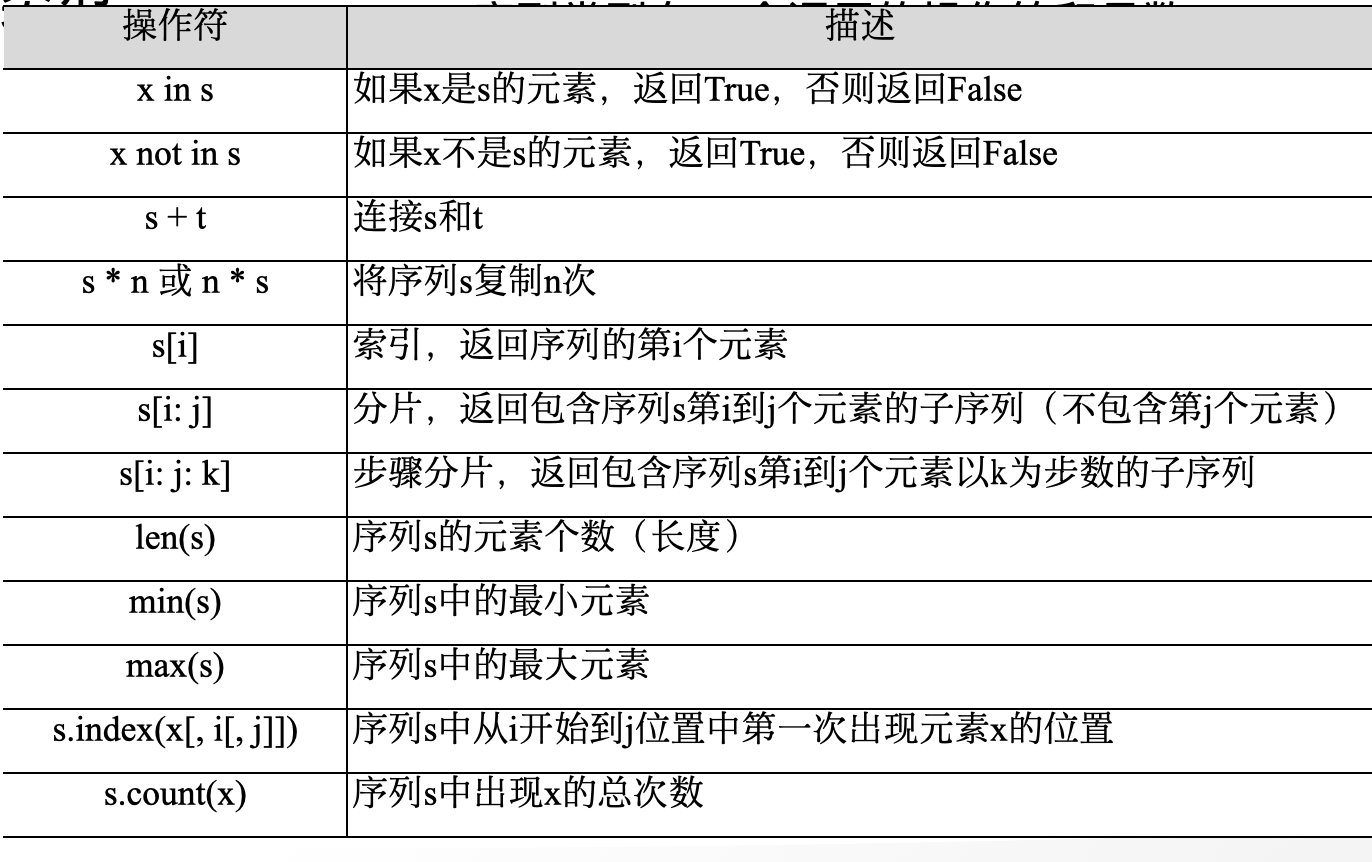 操作符 描述
x in s 如果x是s的元素，返回True，否则返回False
x not in s 如果x不是s的元素，返回True，否则返回False
s + t 连接s和t
s * n 或 n * s 将序列s复制n次
s[i] 索引，返回序列的第i个元素
s[i: j] 分片，返回包含序列s第i到j个元素的子序列（不包含第j个元素）
s[i: j: k] 步骤分片，返回包含序列s第i到j个元素以k为步数的子序列
len(s) 序列s的元素个数（长度）
min(s) 序列s中的最小元素
max(s) 序列s中的最大元素
s.index(x[, i[, j]]) 序列s中从i开始到j位置中第一次出现元素x的位置
s.count(x) 序列s中出现x的总次数